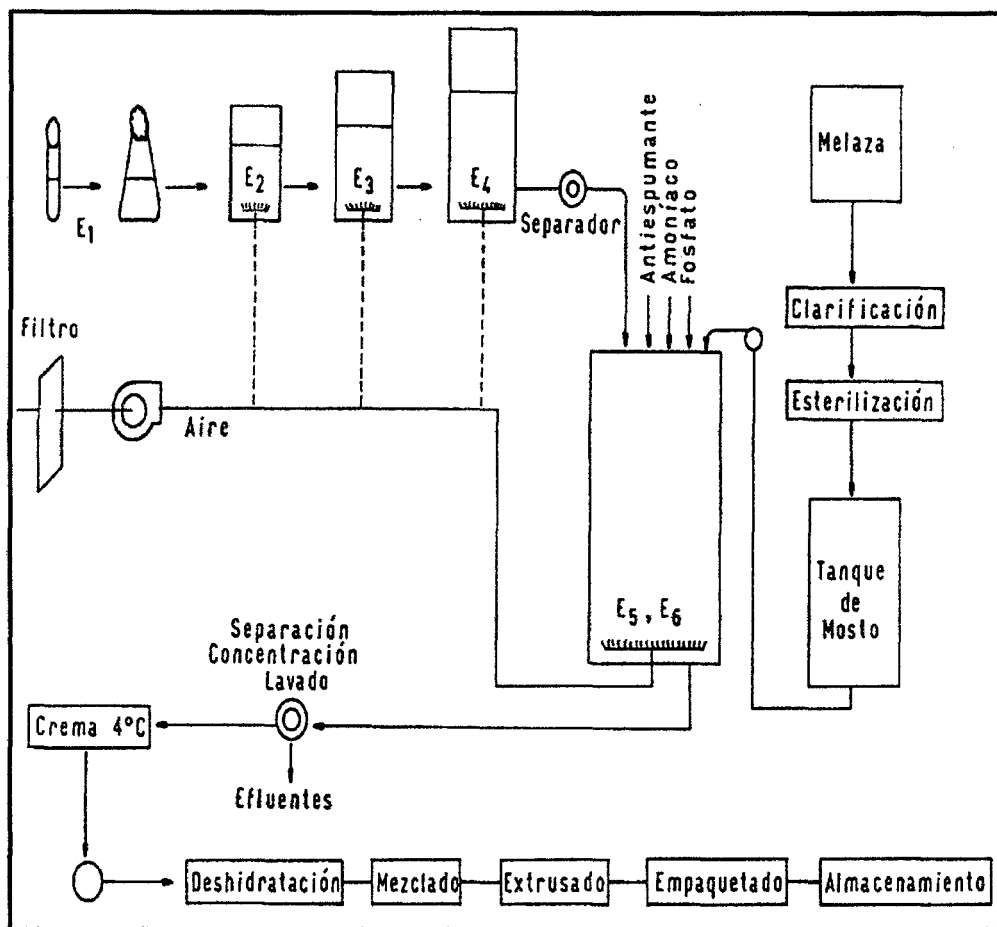 E1
E2
E3
E4
Separador
Antiespumante
Amoníaco
Fosfato
Melaza
Clarificación
Esterilización
Tanque
de
Mosto
Filtro
Aire
E5, E6
Separación
Concentración
Lavado
Crema 4°C
Efluentes
Deshidratación
Mezclado
Extrusado
Empaquetado
Almacenamiento